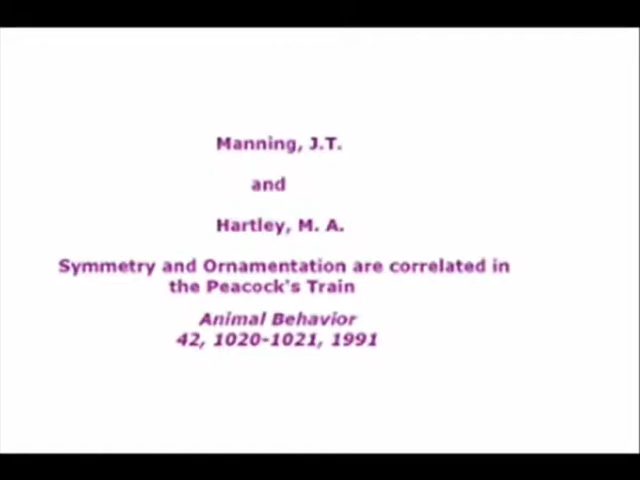 Manning, J.T.
and
Hartley, M. A.
Symmetry and Ornamentation are correlated in
the Peacock's Train
Animal Behavior
42, 1020-1021, 1991